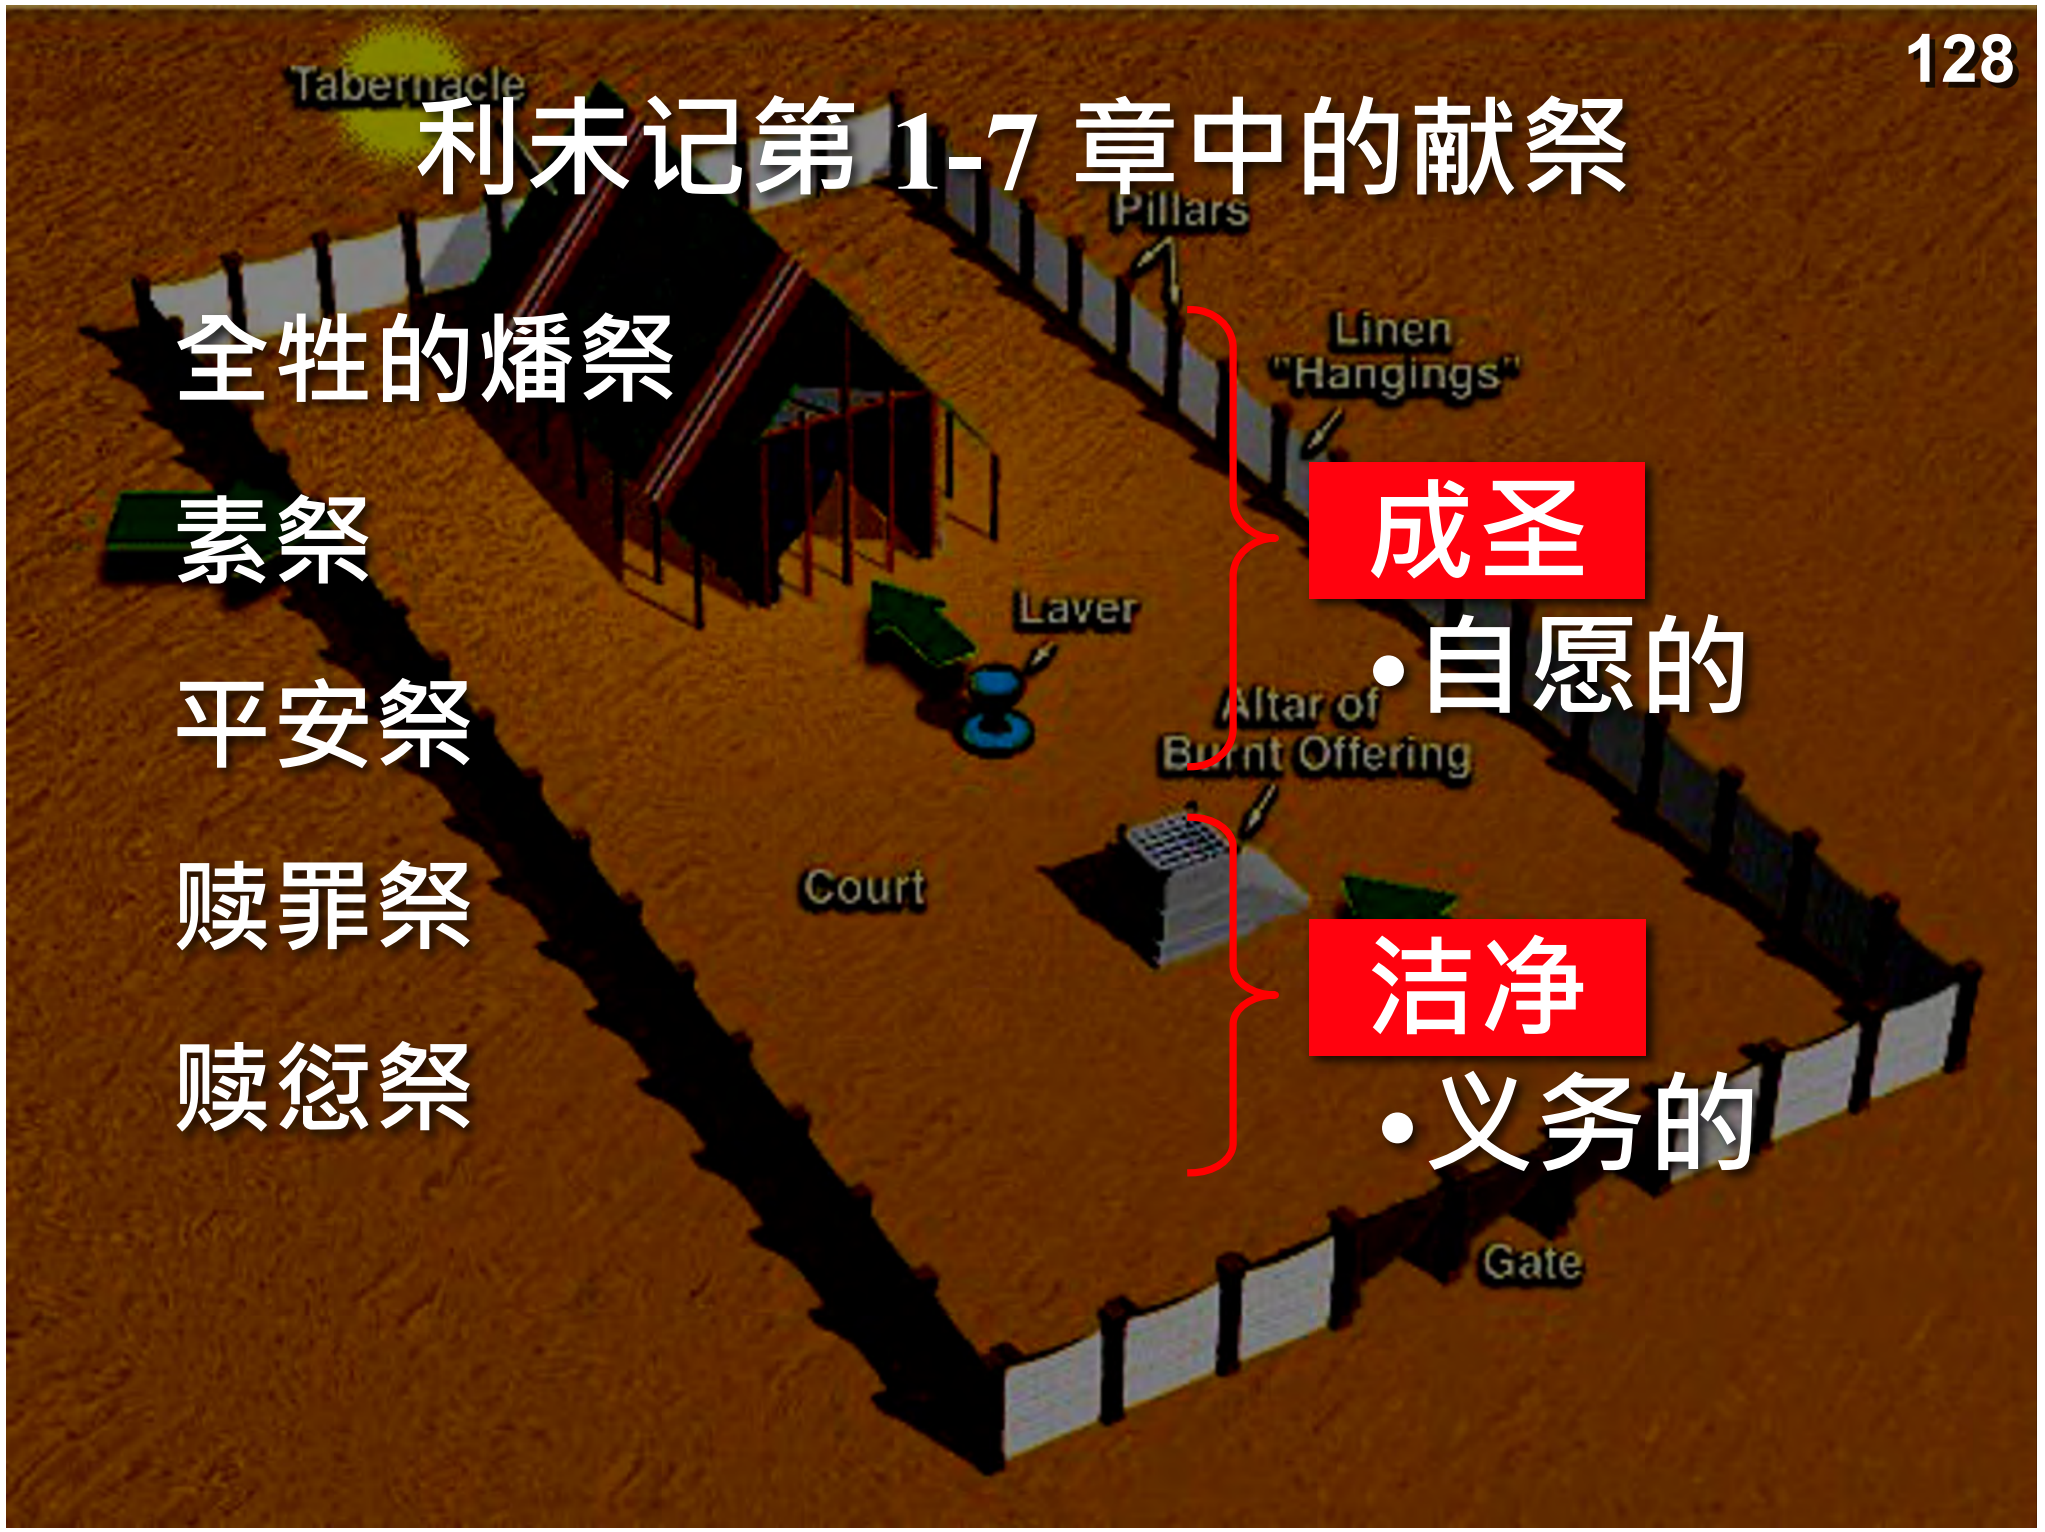 128
Tabernacle
利未记第 1-7 章中的献祭
Pillars
全牲的燔祭
Linen
"Hangings"
成圣
素祭
•自愿的
Laver
平安祭
Altar of
Burnt Offering
赎罪祭
Court
洁净
赎愆祭
•义务的
Gate